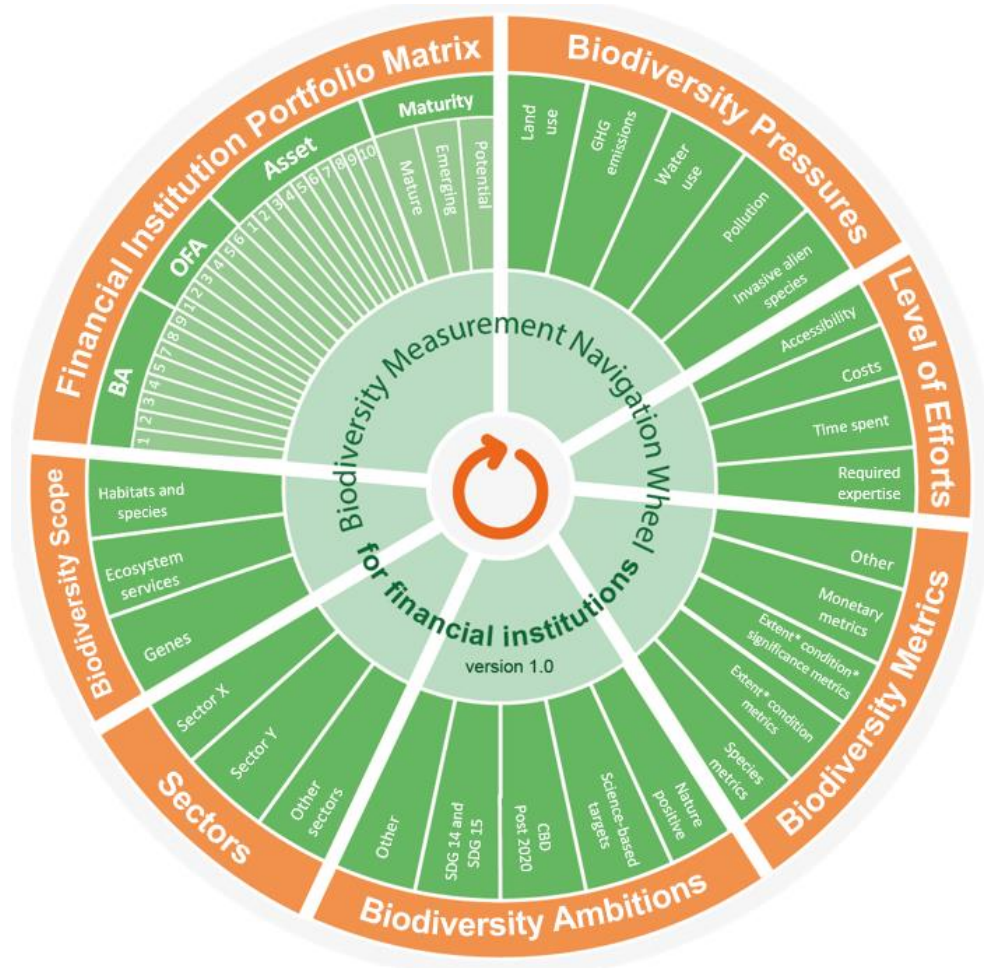 Financial Institution Portfolio Matrix
BA
1
2
3
4
5
7
8
9
OFA
1
2
3
4
5
6
Asset
1
2
3
4
5
6
7
8
9
10
Maturity
Mature
Emerging
Potential
Biodiversity Pressures
Land
use
GHG
emissions
Water
use
Pollution
Invasive alien
species
Level of Efforts
Accessibility
Costs
Time spent
Required
expertise
Biodiversity Metrics
Other
Monetary
metrics
Extent* condition*
significance metrics
Extent* condition
metrics
Species
metrics
Biodiversity Ambitions
Nature
positive
Science-based
targets
CBD
Post 2020
SDG 14 and
SDG 15
Other
Sectors
Other
sectors
Sector Y
Sector X
Biodiversity Scope
Genes
Ecosystem
services
Habitats and
species
Biodiversity Measurement Navigation Wheel
for financial institutions
version 1.0